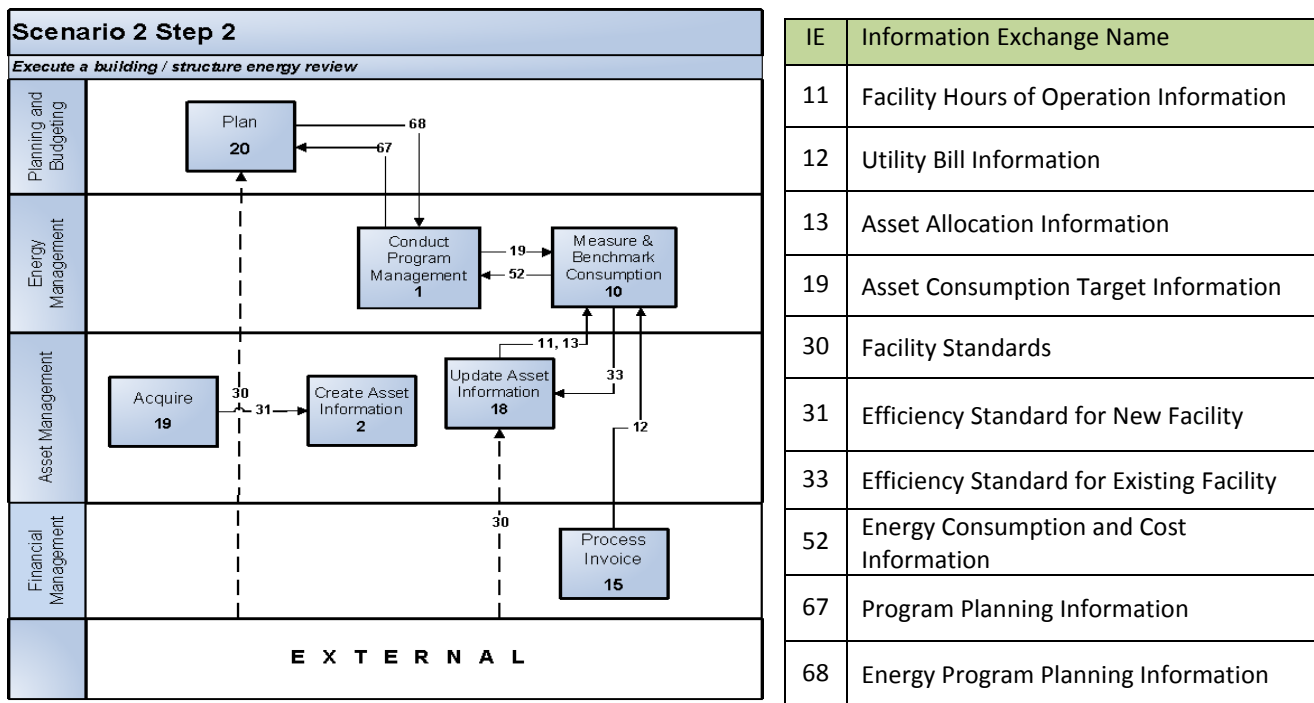 Scenario 2 Step 2
Execute a building / structure energy review
Planning and
Budgeting
Plan
20
68
67
Energy
Management
Conduct
Program
Management
1
19
52
Measure &
Benchmark
Consumption
10
Asset Management
Acquire
19
30
31
Create Asset
Information
2
11, 13
Update Asset
Information
18
33
12
Financial
Management
30
Process
Invoice
15
E X T E R N A L
IE Information Exchange Name
11 Facility Hours of Operation Information
12 Utility Bill Information
13 Asset Allocation Information
19 Asset Consumption Target Information
30 Facility Standards
31 Efficiency Standard for New Facility
33 Efficiency Standard for Existing Facility
52 Energy Consumption and Cost
Information
67 Program Planning Information
68 Energy Program Planning Information